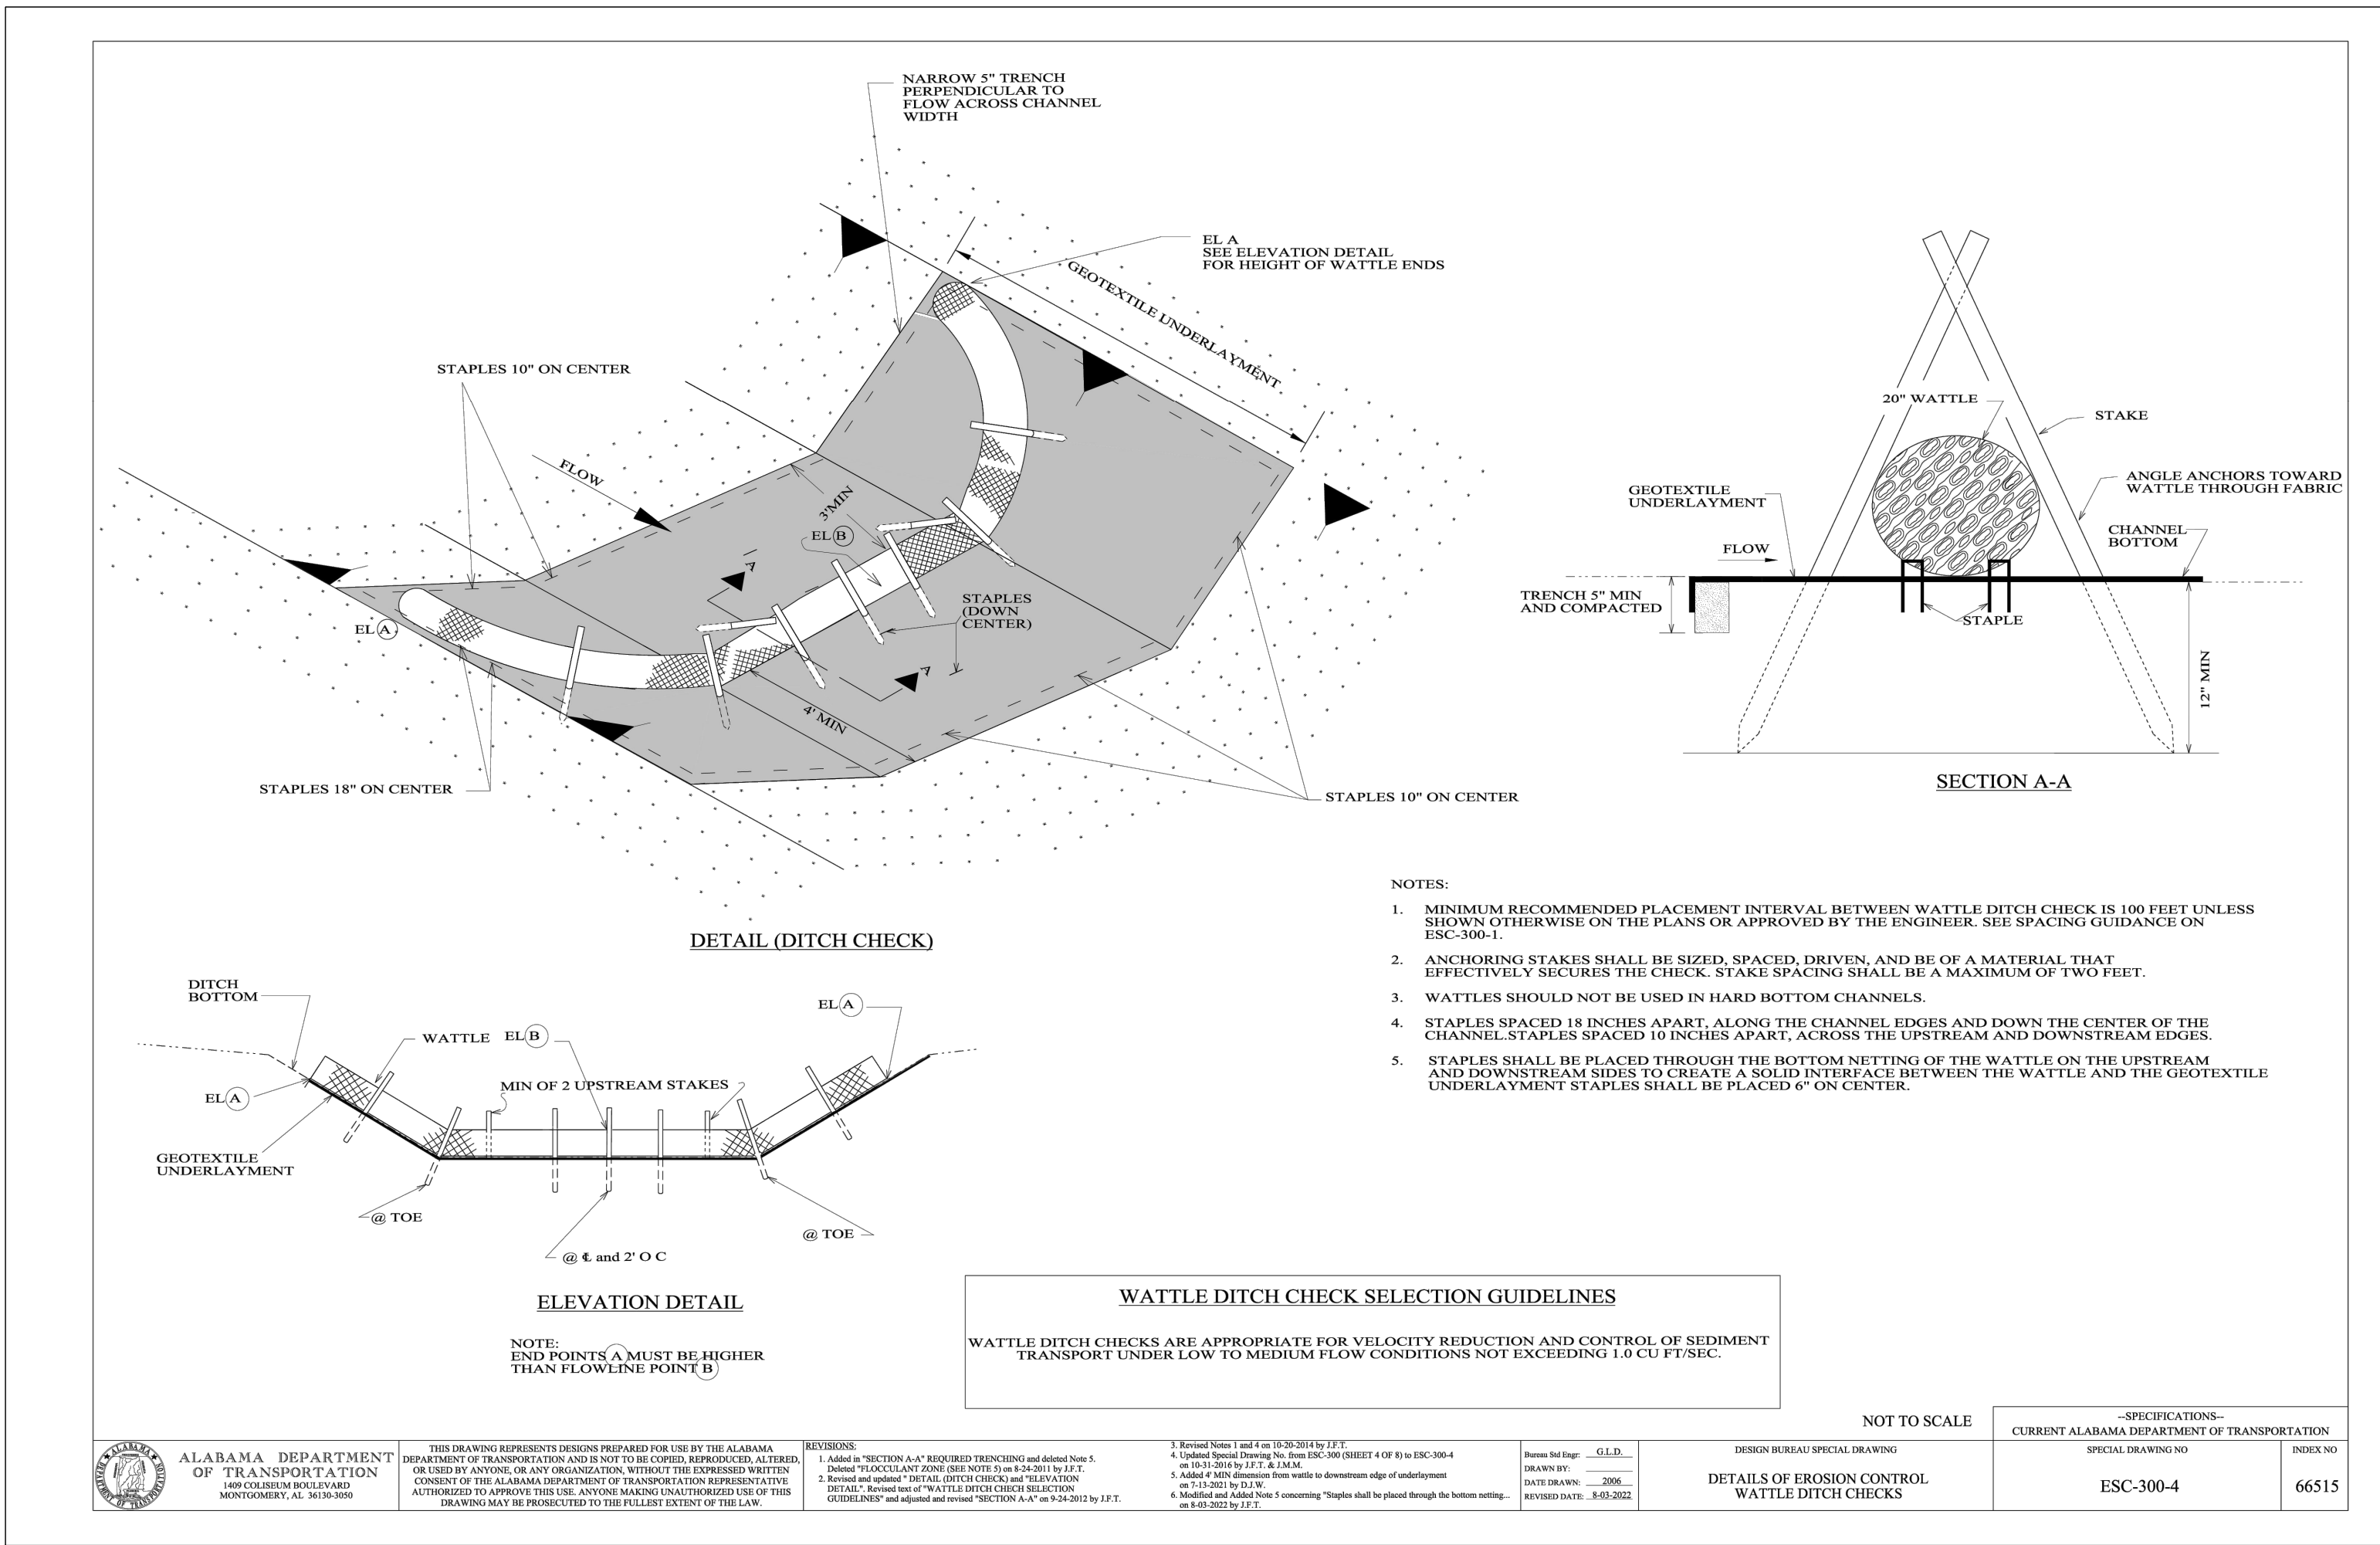 NARROW 5" TRENCH
PERPENDICULAR TO
FLOW ACROSS CHANNEL
WIDTH
EL A
SEE ELEVATION DETAIL
FOR HEIGHT OF WATTLE ENDS
GEOTEXTILE UNDERLAYMENT
STAPLES 10" ON CENTER
FLOW
3'MIN
EL B
A
STAPLES
(DOWN
CENTER)
EL A
A
4' MIN
STAPLES 18" ON CENTER
STAPLES 10" ON CENTER
DETAIL (DITCH CHECK)
20" WATTLE
STAKE
ANGLE ANCHORS TOWARD
WATTLE THROUGH FABRIC
GEOTEXTILE
UNDERLAYMENT
CHANNEL
BOTTOM
FLOW
TRENCH 5" MIN
AND COMPACTED
STAPLE
12" MIN
SECTION A-A
NOTES:
1. MINIMUM RECOMMENDED PLACEMENT INTERVAL BETWEEN WATTLE DITCH CHECK IS 100 FEET UNLESS
SHOWN OTHERWISE ON THE PLANS OR APPROVED BY THE ENGINEER. SEE SPACING GUIDANCE ON
ESC-300-1.
2. ANCHORING STAKES SHALL BE SIZED, SPACED, DRIVEN, AND BE OF A MATERIAL THAT
EFFECTIVELY SECURES THE CHECK. STAKE SPACING SHALL BE A MAXIMUM OF TWO FEET.
3. WATTLES SHOULD NOT BE USED IN HARD BOTTOM CHANNELS.
4. STAPLES SPACED 18 INCHES APART, ALONG THE CHANNEL EDGES AND DOWN THE CENTER OF THE
CHANNEL.STAPLES SPACED 10 INCHES APART, ACROSS THE UPSTREAM AND DOWNSTREAM EDGES.
5. STAPLES SHALL BE PLACED THROUGH THE BOTTOM NETTING OF THE WATTLE ON THE UPSTREAM
AND DOWNSTREAM SIDES TO CREATE A SOLID INTERFACE BETWEEN THE WATTLE AND THE GEOTEXTILE
UNDERLAYMENT STAPLES SHALL BE PLACED 6" ON CENTER.
DITCH
BOTTOM
WATTLE
EL B
EL A
MIN OF 2 UPSTREAM STAKES
EL A
GEOTEXTILE
UNDERLAYMENT
@ TOE
@ TOE
@ ℄ and 2' O C
ELEVATION DETAIL
NOTE:
END POINTS A MUST BE HIGHER
THAN FLOWLINE POINT B
WATTLE DITCH CHECK SELECTION GUIDELINES
WATTLE DITCH CHECKS ARE APPROPRIATE FOR VELOCITY REDUCTION AND CONTROL OF SEDIMENT
TRANSPORT UNDER LOW TO MEDIUM FLOW CONDITIONS NOT EXCEEDING 1.0 CU FT/SEC.
NOT TO SCALE
--SPECIFICATIONS--
CURRENT ALABAMA DEPARTMENT OF TRANSPORTATION
ALABAMA
DEPARTMENT
OF TRANSPORTATION
ALABAMA DEPARTMENT
OF TRANSPORTATION
1409 COLISEUM BOULEVARD
MONTGOMERY, AL 36130-3050
THIS DRAWING REPRESENTS DESIGNS PREPARED FOR USE BY THE ALABAMA
DEPARTMENT OF TRANSPORTATION AND IS NOT TO BE COPIED, REPRODUCED, ALTERED,
OR USED BY ANYONE, OR ANY ORGANIZATION, WITHOUT THE EXPRESSED WRITTEN
CONSENT OF THE ALABAMA DEPARTMENT OF TRANSPORTATION REPRESENTATIVE
AUTHORIZED TO APPROVE THIS USE. ANYONE MAKING UNAUTHORIZED USE OF THIS
DRAWING MAY BE PROSECUTED TO THE FULLEST EXTENT OF THE LAW.
REVISIONS:
1. Added in "SECTION A-A" REQUIRED TRENCHING and deleted Note 5.
Deleted "FLOCCULANT ZONE (SEE NOTE 5) on 8-24-2011 by J.F.T.
2. Revised and updated " DETAIL (DITCH CHECK) and "ELEVATION
DETAIL". Revised text of "WATTLE DITCH CHECH SELECTION
GUIDELINES" and adjusted and revised "SECTION A-A" on 9-24-2012 by J.F.T.
3. Revised Notes 1 and 4 on 10-20-2014 by J.F.T.
4. Updated Special Drawing No. from ESC-300 (SHEET 4 OF 8) to ESC-300-4
on 10-31-2016 by J.F.T. & J.M.M.
5. Added 4' MIN dimension from wattle to downstream edge of underlayment
on 7-13-2021 by D.J.W.
6. Modified and Added Note 5 concerning "Staples shall be placed through the bottom netting...
on 8-03-2022 by J.F.T.
Bureau Std Engr: G.L.D.
DRAWN BY:
DATE DRAWN: 2006
REVISED DATE: 8-03-2022
DESIGN BUREAU SPECIAL DRAWING
DETAILS OF EROSION CONTROL
WATTLE DITCH CHECKS
SPECIAL DRAWING NO
ESC-300-4
INDEX NO
66515